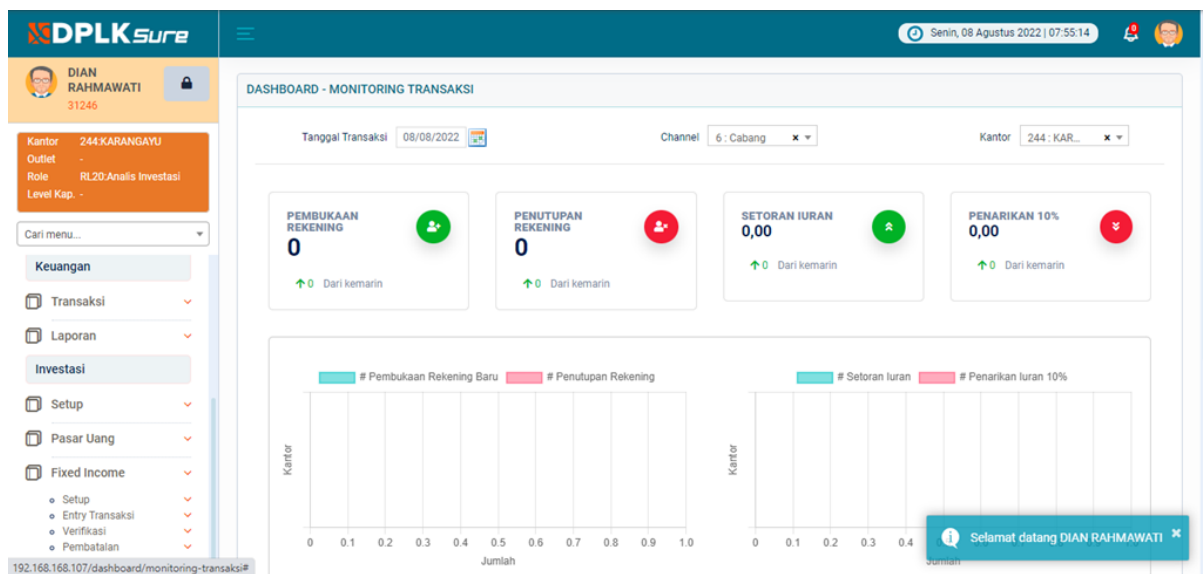 DPLKsure
Senin, 08 Agustus 2022 | 07:55:14
DIAN
RAHMAWATI
31246
Kantor 244:KARANGAYU
Outlet -
Role RL20:Analis Investasi
Level Kap. -
Cari menu...
Keuangan
Transaksi
Laporan
Investasi
Setup
Pasar Uang
Fixed Income
Setup
Entry Transaksi
Verifikasi
Pembatalan
192.168.168.107/dashboard/monitoring-transaksi#
DASHBOARD - MONITORING TRANSAKSI
Tanggal Transaksi 08/08/2022 Channel 6 : Cabang × Kantor 244 : KAR... ×
PEMBUKAAN
REKENING
0
0 Dari kemarin
PENUTUPAN
REKENING
0
0 Dari kemarin
SETORAN IURAN
0,00
0 Dari kemarin
PENARIKAN 10%
0,00
0 Dari kemarin
# Pembukaan Rekening Baru # Penutupan Rekening
Kantor
0 0.1 0.2 0.3 0.4 0.5 0.6 0.7 0.8 0.9 1.0
Jumlah
# Setoran Iuran # Penarikan Iuran 10%
Kantor
0 0.1 0.2 0.3 0.4
Jumlah
Selamat datang DIAN RAHMAWATI ×